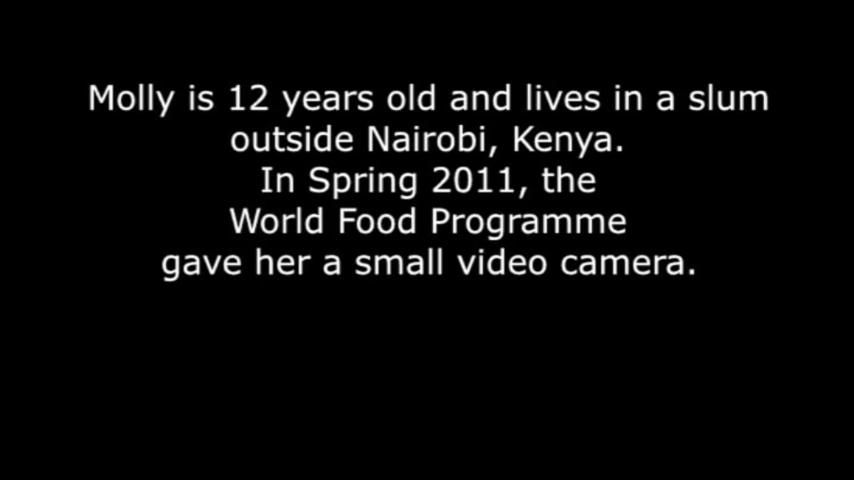 Molly is 12 years old and lives in a slum
outside Nairobi, Kenya.
In Spring 2011, the
World Food Programme
gave her a small video camera.